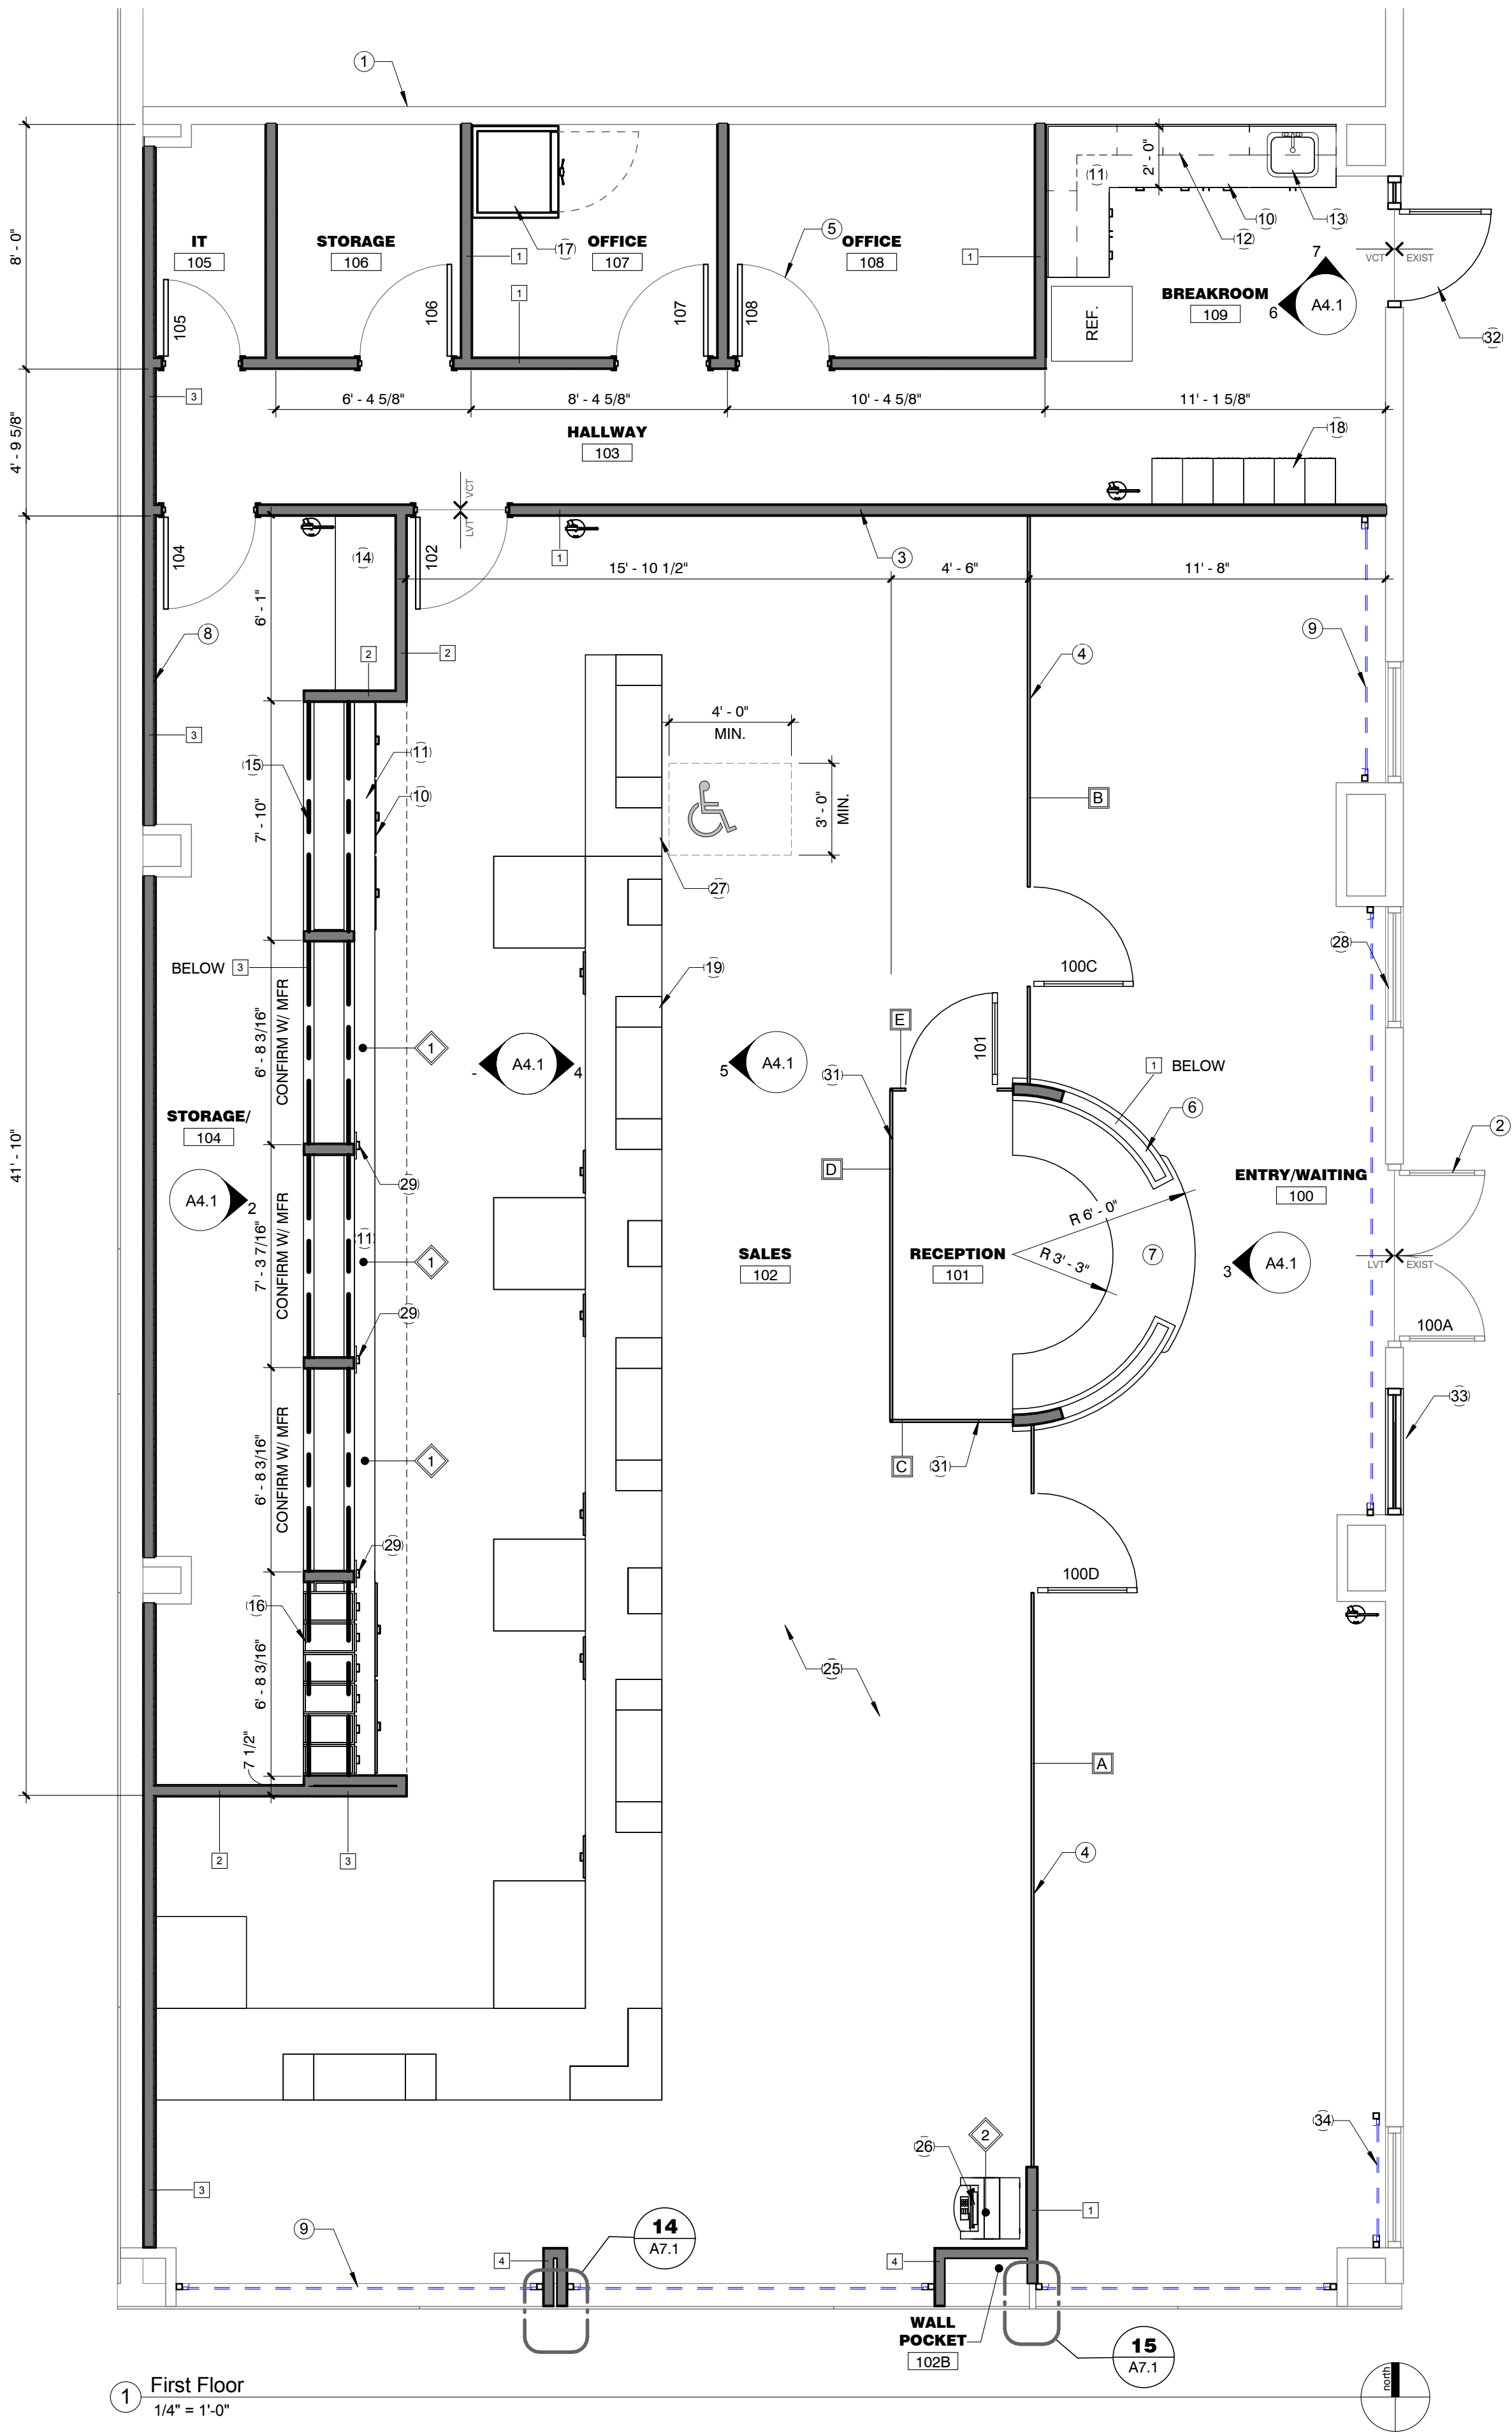 1
8' - 0"
IT
105
STORAGE
106
17
OFFICE
107
5
OFFICE
108
2' - 0"
11
10
12
13
BREAKROOM
109
7
6
A4.1
VCT
EXIST
32
1
1
1
105
106
107
108
REF.
3
6' - 4 5/8"
8' - 4 5/8"
10' - 4 5/8"
11' - 1 5/8"
4' - 9 5/8"
HALLWAY
103
18
VCT
LVT
104
14
102
1
3
15' - 10 1/2"
4' - 6"
11' - 8"
6' - 1"
8
2
2
4
9
3
4' - 0"
MIN.
15
11
10
7' - 10"
3' - 0"
MIN.
B
27
BELOW
3
19
100C
28
6' - 8 3/16"
CONFIRM W/ MFR
1
-
A4.1
4
5
A4.1
E
101
31
1
BELOW
6
STORAGE/
104
41' - 10"
2
29
D
ENTRY/WAITING
100
A4.1
2
7' - 3 7/16"
CONFIRM W/ MFR
11
1
SALES
102
RECEPTION
101
R 6' - 0"
R 3' - 3"
7
3
A4.1
LVT
EXIST
29
100A
33
6' - 8 3/16"
CONFIRM W/ MFR
1
C
31
29
100D
16
6' - 8 3/16"
25
7 1/2"
A
2
3
4
26
2
34
3
1
9
14
A7.1
4
4
WALL
POCKET
102B
15
A7.1
1
First Floor
1/4" = 1'-0"
north